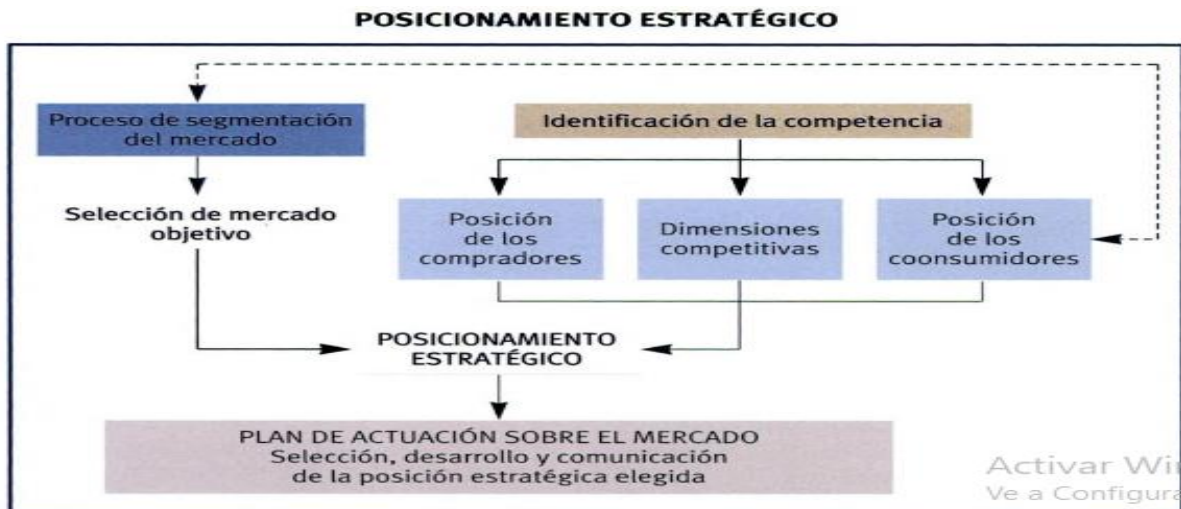 POSICIONAMIENTO ESTRATÉGICO
Proceso de segmentación
del mercado
Identificación de la competencia
Selección de mercado
objetivo
Posición
de los
compradores
Dimensiones
competitivas
Posición
de los
coonsumidores
POSICIONAMIENTO
ESTRATÉGICO
PLAN DE ACTUACIÓN SOBRE EL MERCADO
Selección, desarrollo y comunicación
de la posición estratégica elegida
Activar Wi
Ve a Configura